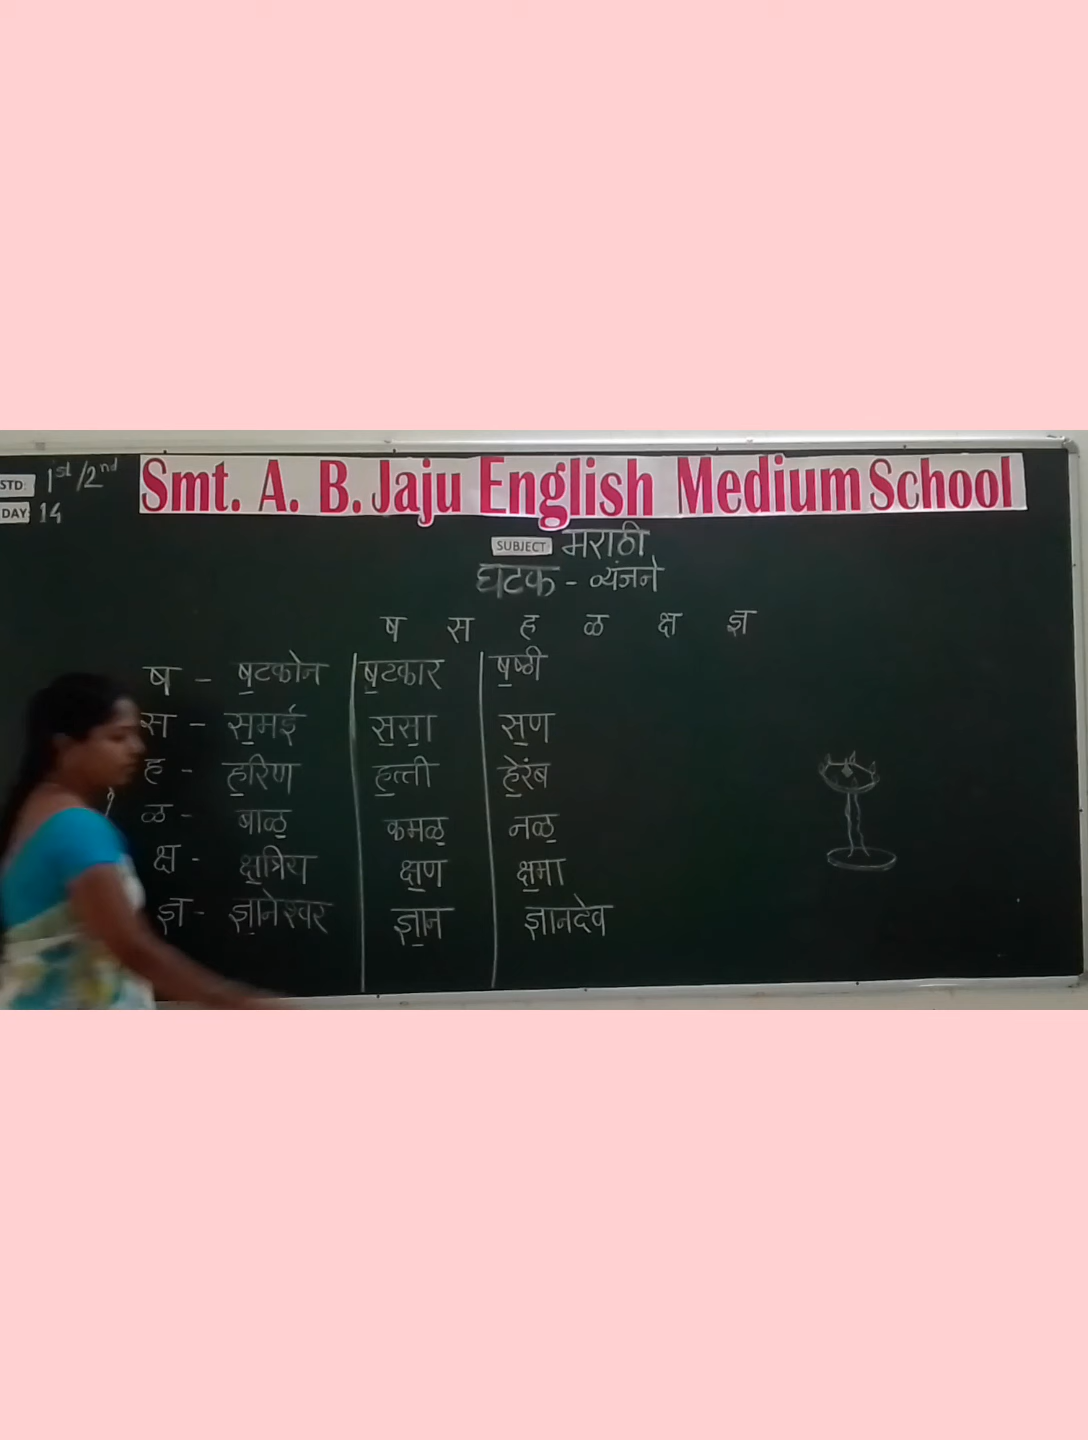 STD: 1st/2nd
Smt. A. B. Jaju English Medium School
DAY: 14
SUBJECT मराठी
घटक - व्यंजने
ष स ह ळ क्ष ज्ञ
ष - षटकोन षटकार षष्ठी
स - समई ससा सण
ह - हरिण हत्ती हेरंब
ळ - बाळ कमळ नळ
क्ष - क्षत्रिय क्षण क्षमा
ज्ञ - ज्ञानेश्वर ज्ञान ज्ञानदेव